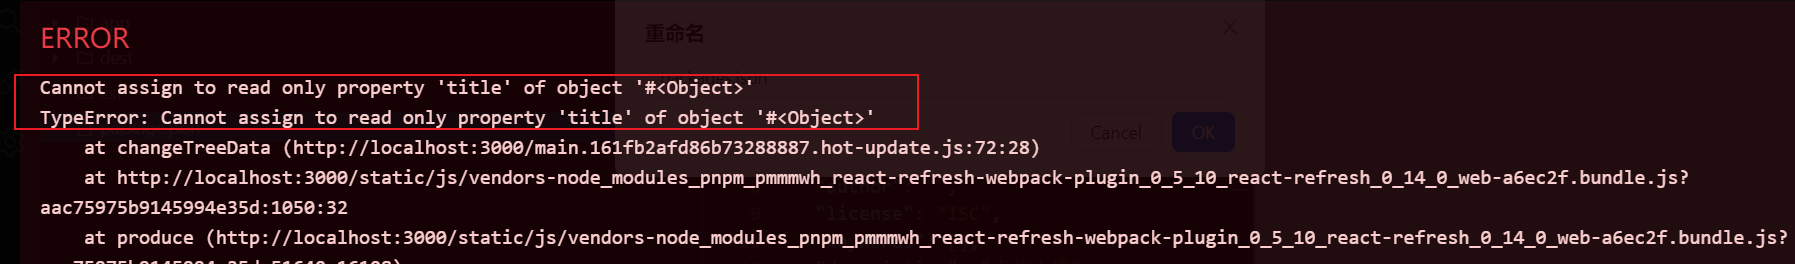 app
重命名
ERROR
dest
Cannot assign to read only property 'title' of object '#<Object>'
TypeError: Cannot assign to read only property 'title' of object '#<Object>'
Cancel
OK
at changeTreeData (http://localhost:3000/main.161fb2afd86b73288887.hot-update.js:72:28)
at http://localhost:3000/static/js/vendors-node_modules_pnpm_pmmmwh_react-refresh-webpack-plugin_0_5_10_react-refresh_0_14_0_web-a6ec2f.bundle.js?
aac75975b9145994e35d:1050:32
9 "license": "ISC",
at produce (http://localhost:3000/static/js/vendors-node_modules_pnpm_pmmmwh_react-refresh-webpack-plugin_0_5_10_react-refresh_0_14_0_web-a6ec2f.bundle.js?